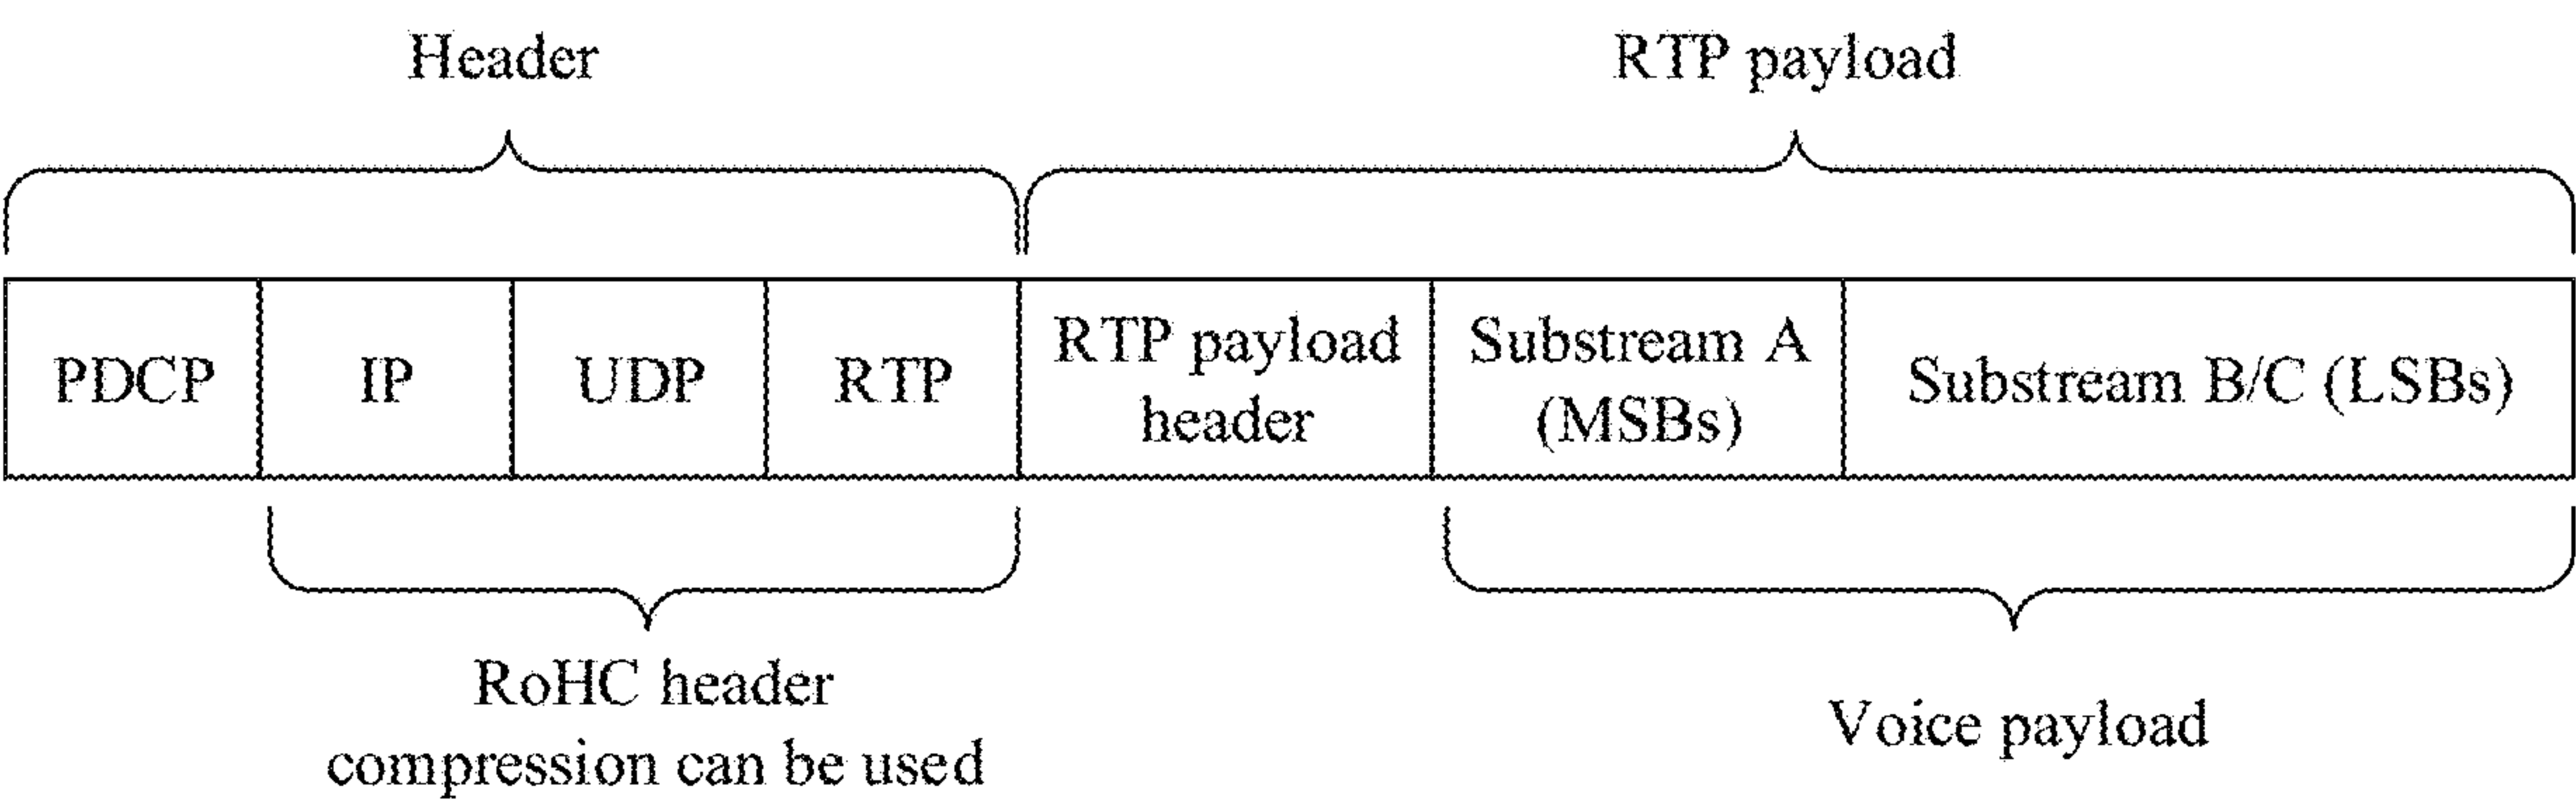 Header
RTP payload
PDCP
IP
UDP
RTP
RTP payload
header
Substream A
(MSBs)
Substream B/C (LSBs)
RoHC header
compression can be used
Voice payload